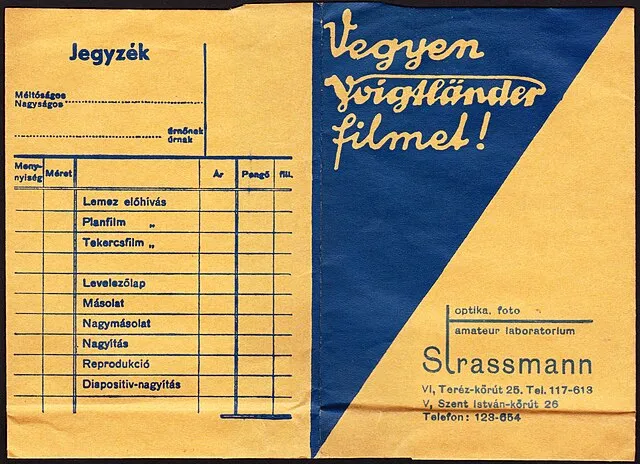 Jegyzék
Méltóságos
Nagyságos
úrnőnek
úrnak
Meny-
nyiség
Méret
Ár
Pengő
fill.
Lemez előhívás
Planfilm „
Tekercsfilm „
Levelezőlap
Másolat
Nagymásolat
Nagyítás
Reprodukció
Diapositiv-nagyítás
Vegyen
Voigtländer
filmet!
optika, foto
amateur laboratorium
Strassmann
VI, Teréz-körút 25. Tel. 117-613
V, Szent István-körút 26
Telefon: 123-654